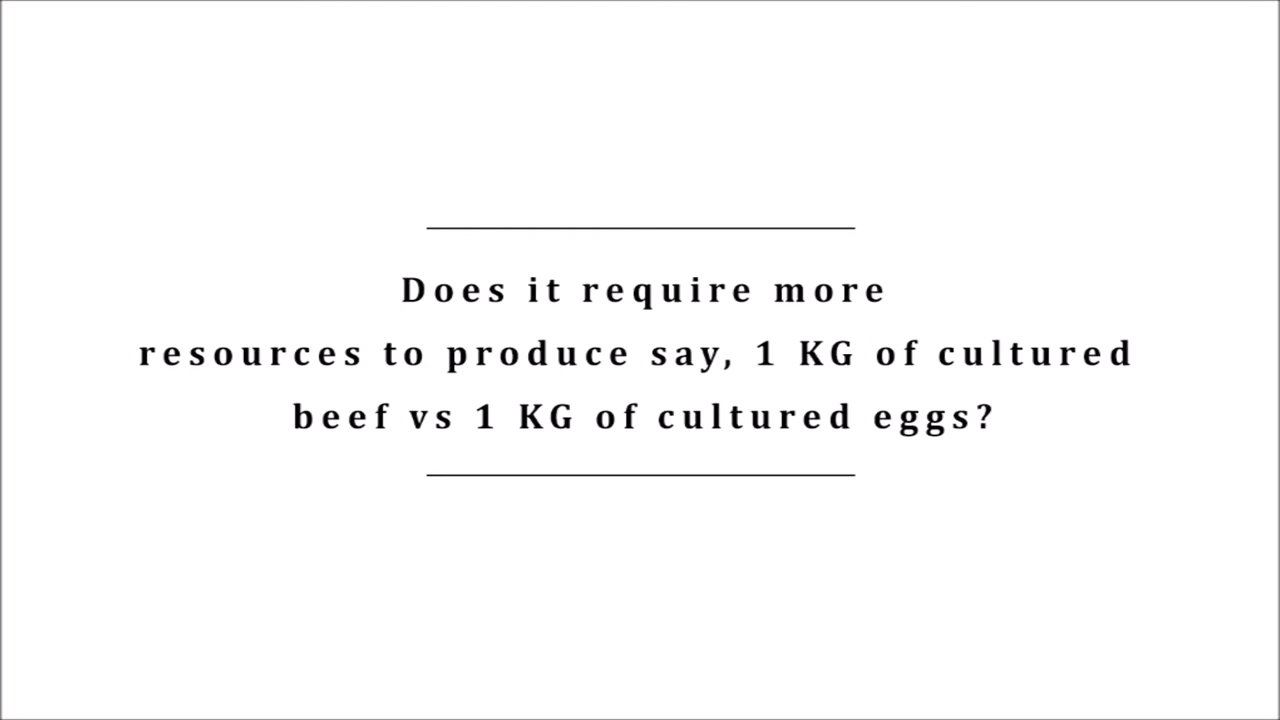 Does it require more
resources to produce say, 1 KG of cultured
beef vs 1 KG of cultured eggs?